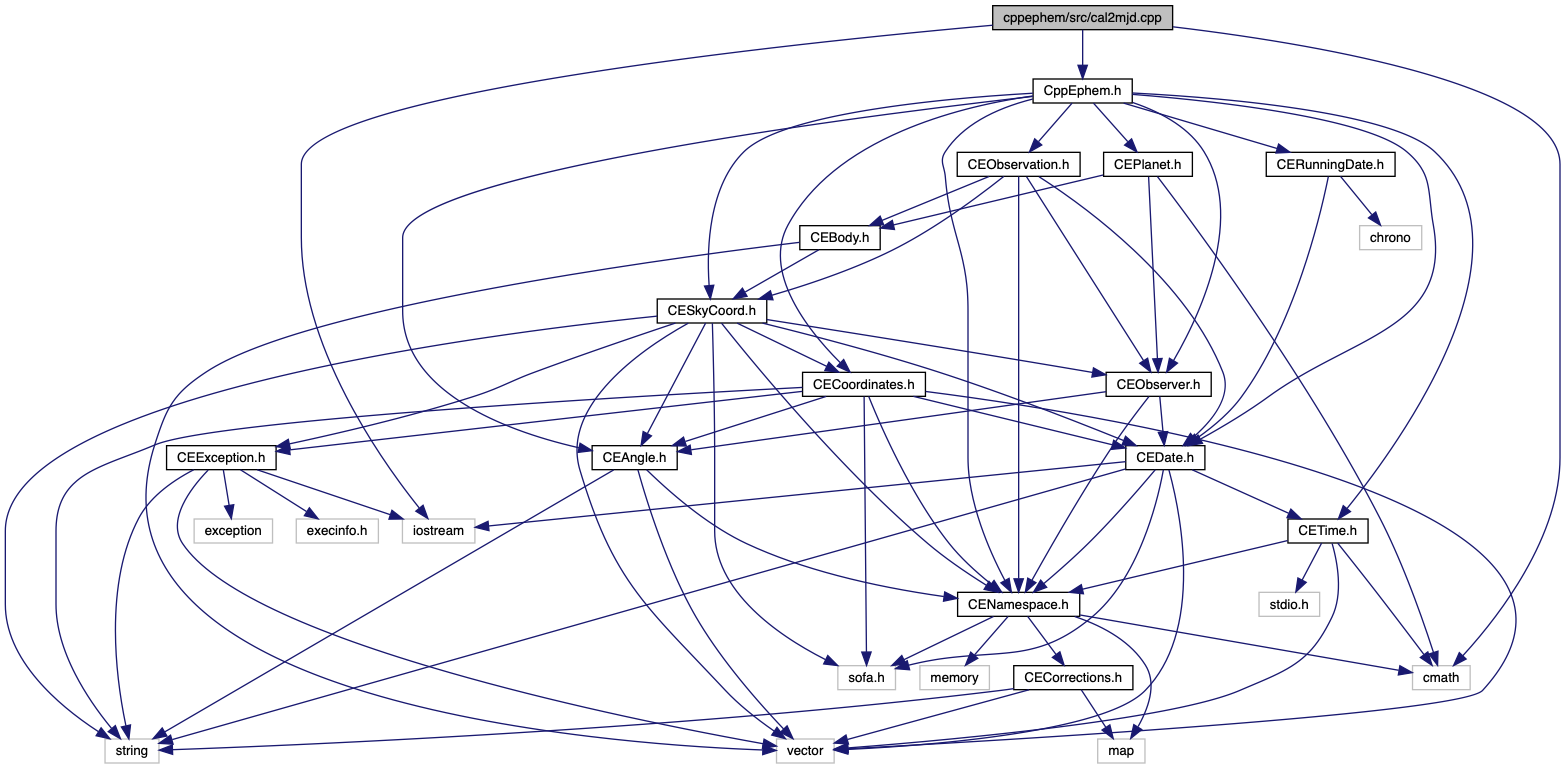 cppephem/src/cal2mjd.cpp
CppEphem.h
CEObservation.h
CEPlanet.h
CERunningDate.h
CEBody.h
chrono
CESkyCoord.h
CECoordinates.h
CEObserver.h
CEException.h
CEAngle.h
CEDate.h
exception
execinfo.h
iostream
CETime.h
CENamespace.h
stdio.h
sofa.h
memory
CECorrections.h
cmath
string
vector
map